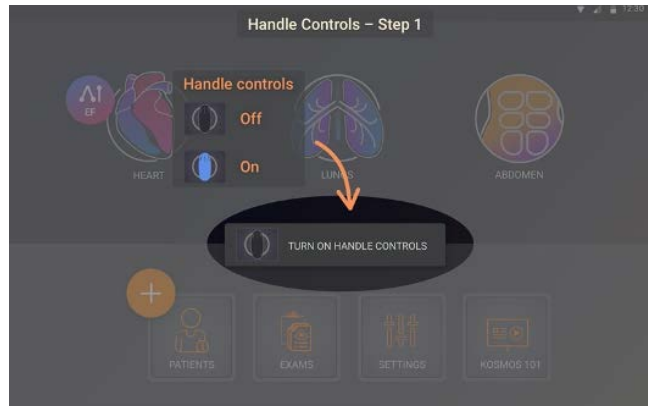 12:30
Handle Controls – Step 1
Handle controls
Off
On
AI
EF
HEART
LUNGS
ABDOMEN
TURN ON HANDLE CONTROLS
PATIENTS
EXAMS
SETTINGS
KOSMOS 101